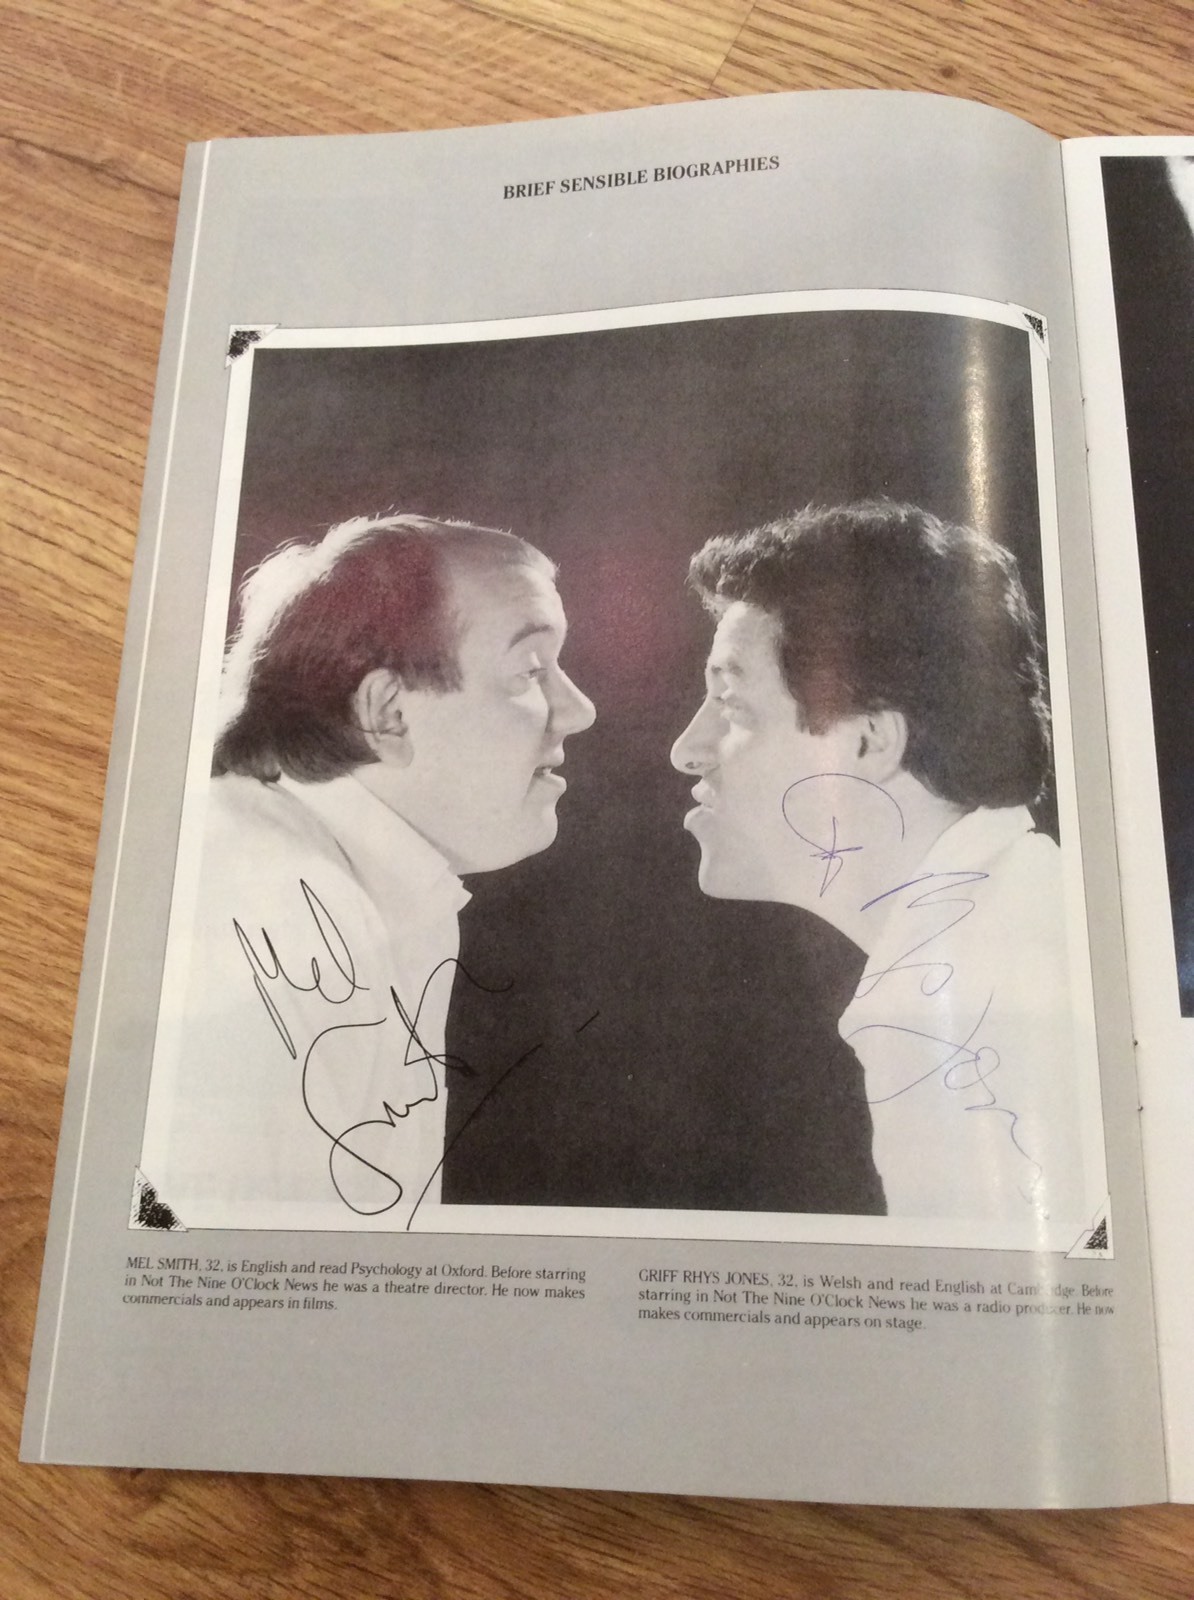 BRIEF SENSIBLE BIOGRAPHIES
Mel
Smith
MEL SMITH, 32, is English and read Psychology at Oxford. Before starring
in Not The Nine O'Clock News he was a theatre director. He now makes
commercials and appears in films.
GRIFF RHYS JONES, 32, is Welsh and read English at Cambridge. Before
starring in Not The Nine O'Clock News he was a radio producer. He now
makes commercials and appears on stage.